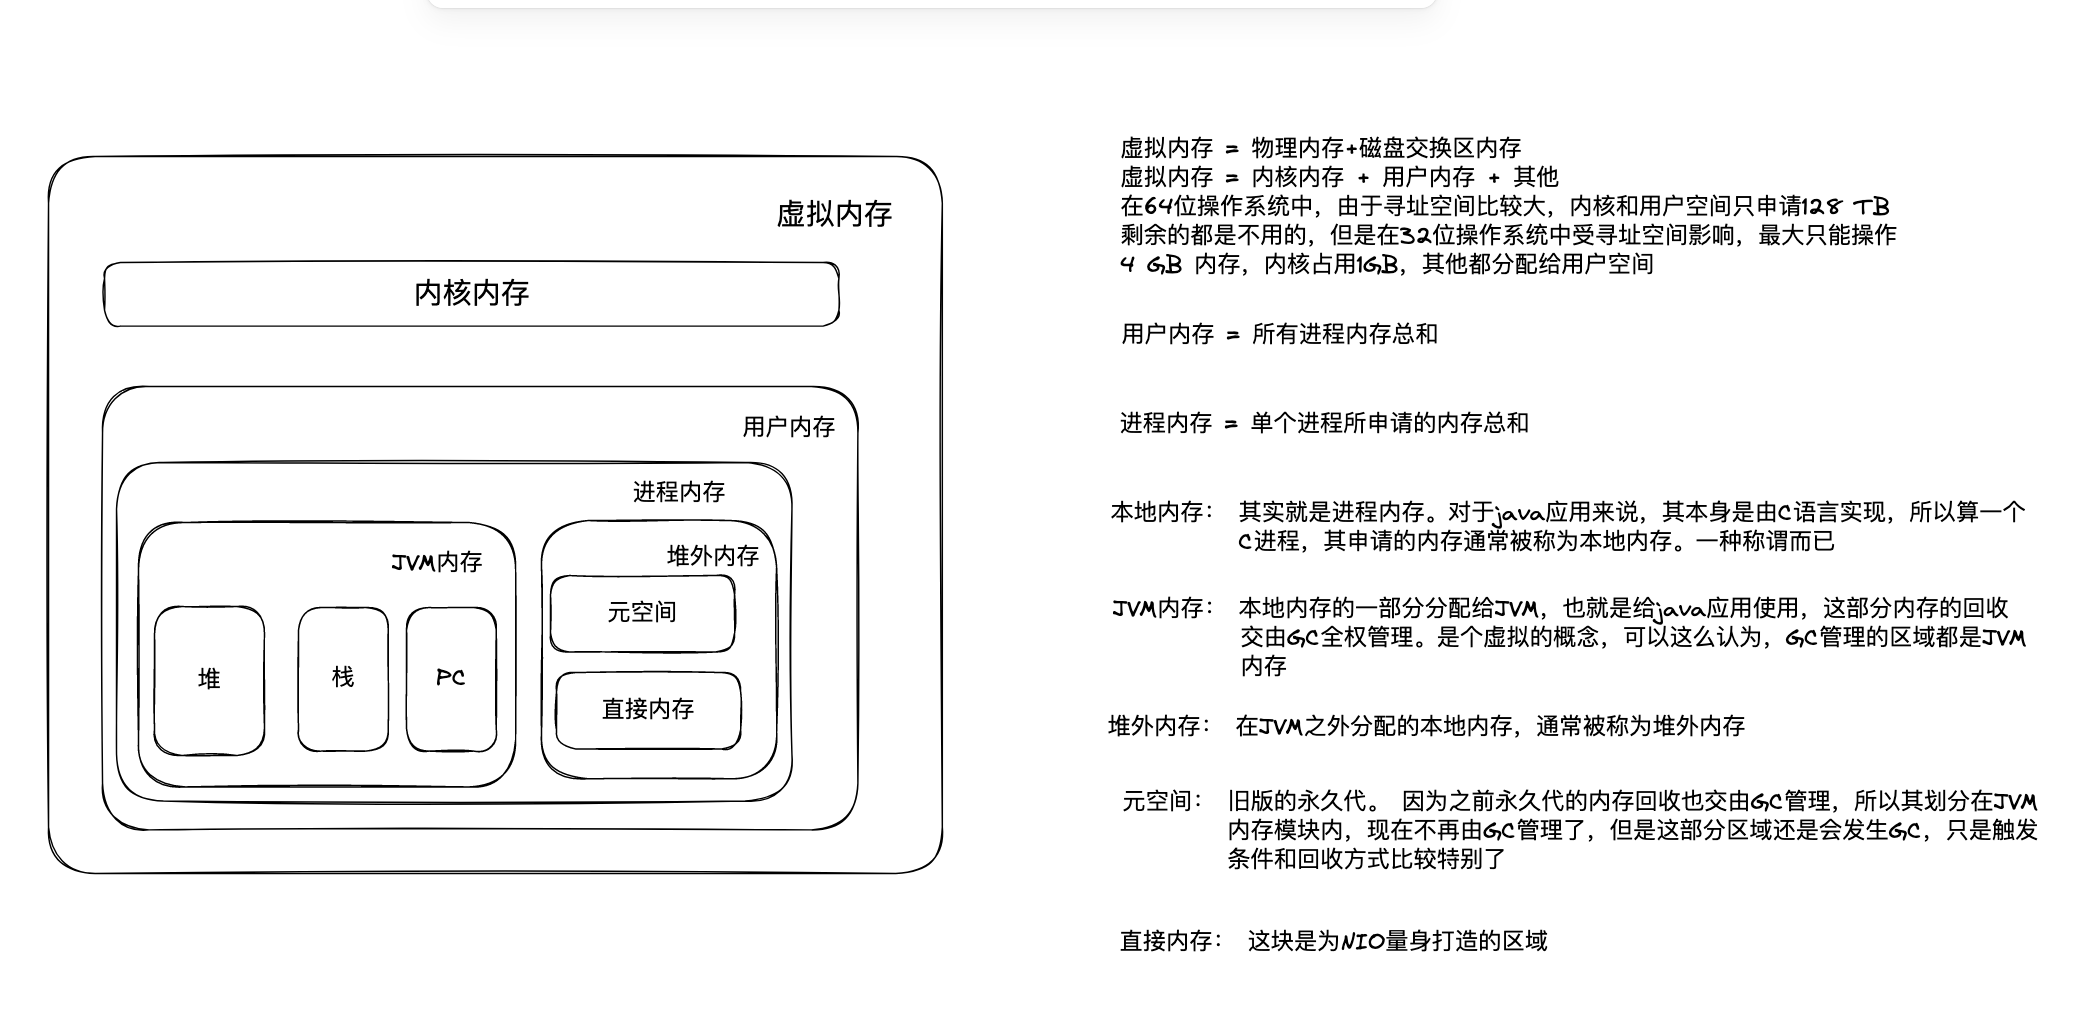 虚拟内存
内核内存
用户内存
进程内存
JVM内存
堆
栈
PC
堆外内存
元空间
直接内存
虚拟内存 = 物理内存+磁盘交换区内存
虚拟内存 = 内核内存 + 用户内存 + 其他
在64位操作系统中，由于寻址空间比较大，内核和用户空间只申请128 TB
剩余的都是不用的，但是在32位操作系统中受寻址空间影响，最大只能操作
4 GB 内存，内核占用1GB，其他都分配给用户空间
用户内存 = 所有进程内存总和
进程内存 = 单个进程所申请的内存总和
本地内存： 其实就是进程内存。对于java应用来说，其本身是由C语言实现，所以算一个
C进程，其申请的内存通常被称为本地内存。一种称谓而已
JVM内存： 本地内存的一部分分配给JVM，也就是给java应用使用，这部分内存的回收
交由GC全权管理。是个虚拟的概念，可以这么认为，GC管理的区域都是JVM
内存
堆外内存： 在JVM之外分配的本地内存，通常被称为堆外内存
元空间： 旧版的永久代。 因为之前永久代的内存回收也交由GC管理，所以其划分在JVM
内存模块内，现在不再由GC管理了，但是这部分区域还是会发生GC，只是触发
条件和回收方式比较特别了
直接内存： 这块是为NIO量身打造的区域